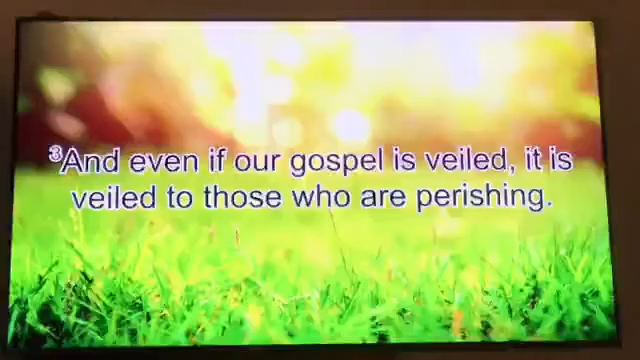 ³And even if our gospel is veiled, it is
veiled to those who are perishing.